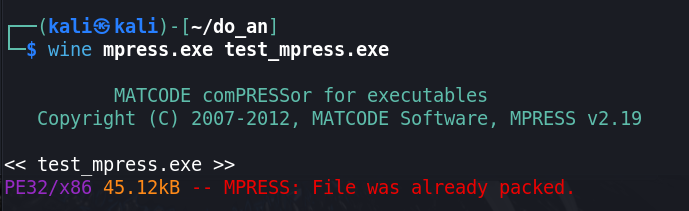 (kali㉿kali)-[~/do_an]
$ wine mpress.exe test_mpress.exe
MATCODE comPRESSor for executables
Copyright (C) 2007-2012, MATCODE Software, MPRESS v2.19
<< test_mpress.exe >>
PE32/x86 45.12kB -- MPRESS: File was already packed.